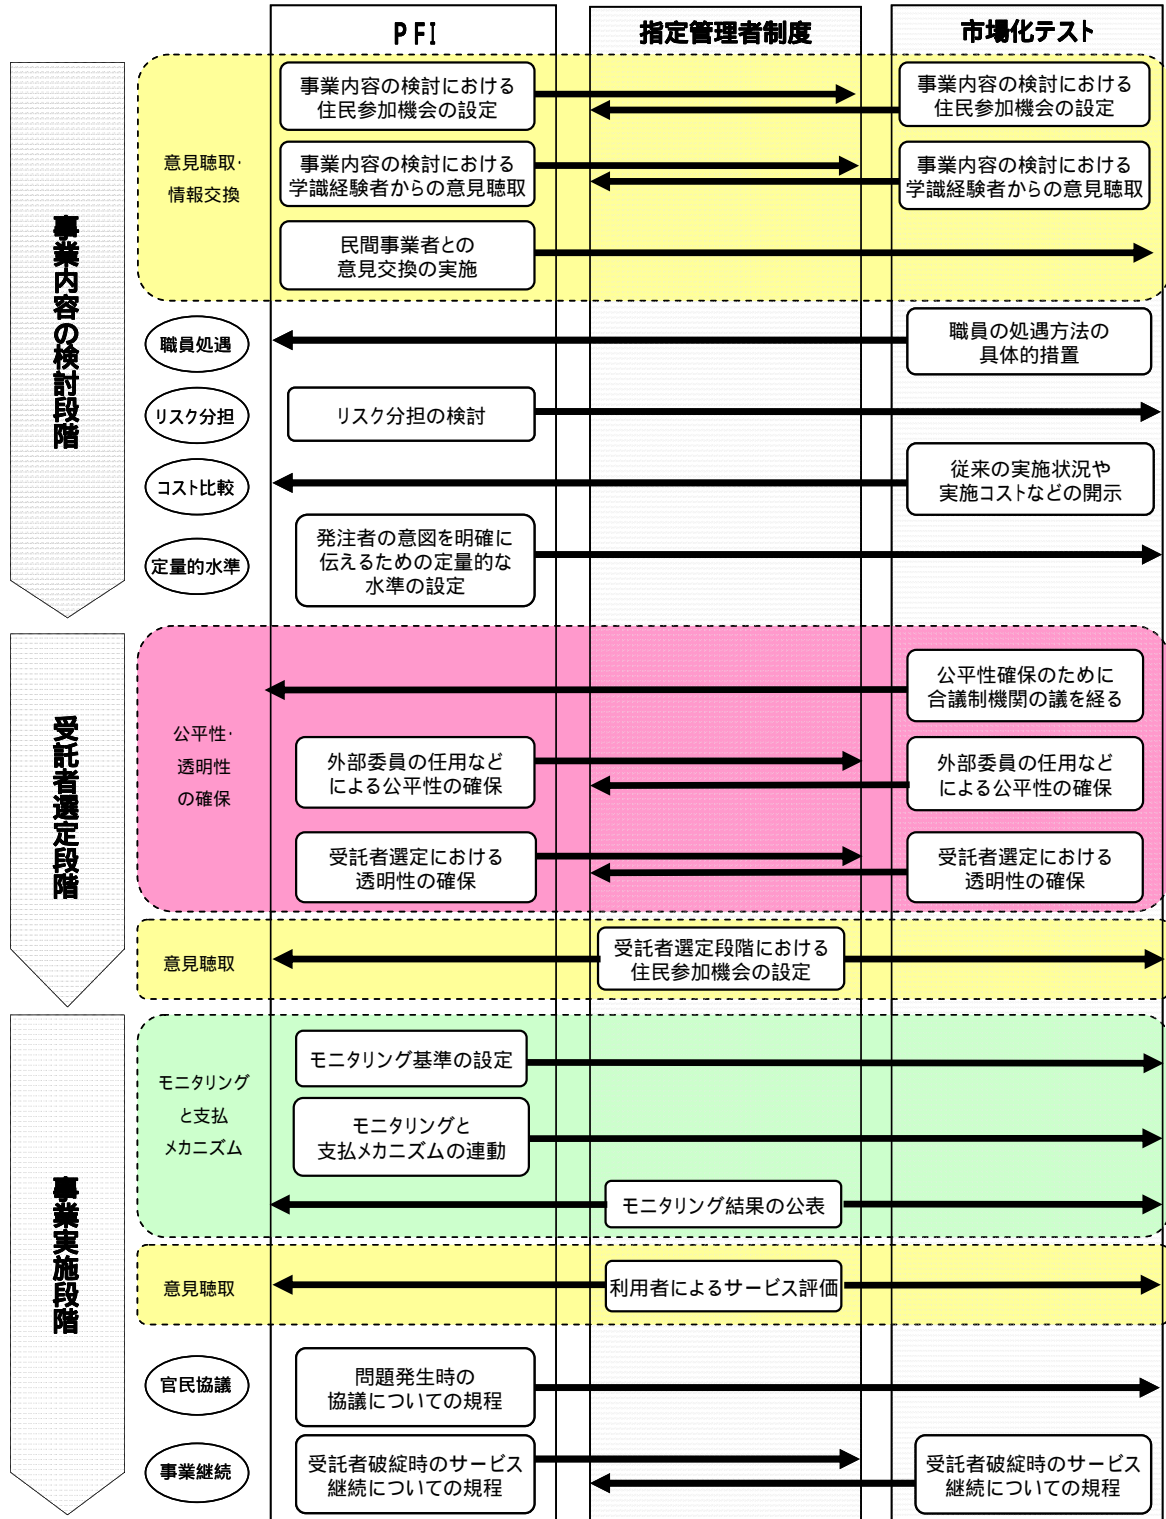 PFI
指定管理者制度
市場化テスト
事業内容の検討段階
意見聴取・
情報交換
事業内容の検討における
住民参加機会の設定
事業内容の検討における
住民参加機会の設定
事業内容の検討における
学識経験者からの意見聴取
事業内容の検討における
学識経験者からの意見聴取
民間事業者との
意見交換の実施
職員処遇
職員の処遇方法の
具体的措置
リスク分担
リスク分担の検討
コスト比較
従来の実施状況や
実施コストなどの開示
定量的水準
発注者の意図を明確に
伝えるための定量的な
水準の設定
受託者選定段階
公平性・
透明性
の確保
公平性確保のために
合議制機関の議を経る
外部委員の任用など
による公平性の確保
外部委員の任用など
による公平性の確保
受託者選定における
透明性の確保
受託者選定における
透明性の確保
意見聴取
受託者選定段階における
住民参加機会の設定
事業実施段階
モニタリング
と支払
メカニズム
モニタリング基準の設定
モニタリングと
支払メカニズムの連動
モニタリング結果の公表
意見聴取
利用者によるサービス評価
官民協議
問題発生時の
協議についての規程
事業継続
受託者破綻時のサービス
継続についての規程
受託者破綻時のサービス
継続についての規程